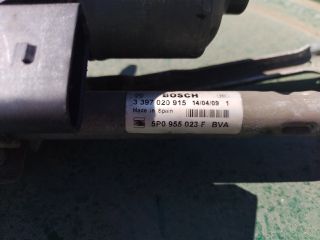 BOSCH
3 397 020 915 14/04/09 1
Made in Spain
5P0 955 023 F BVA